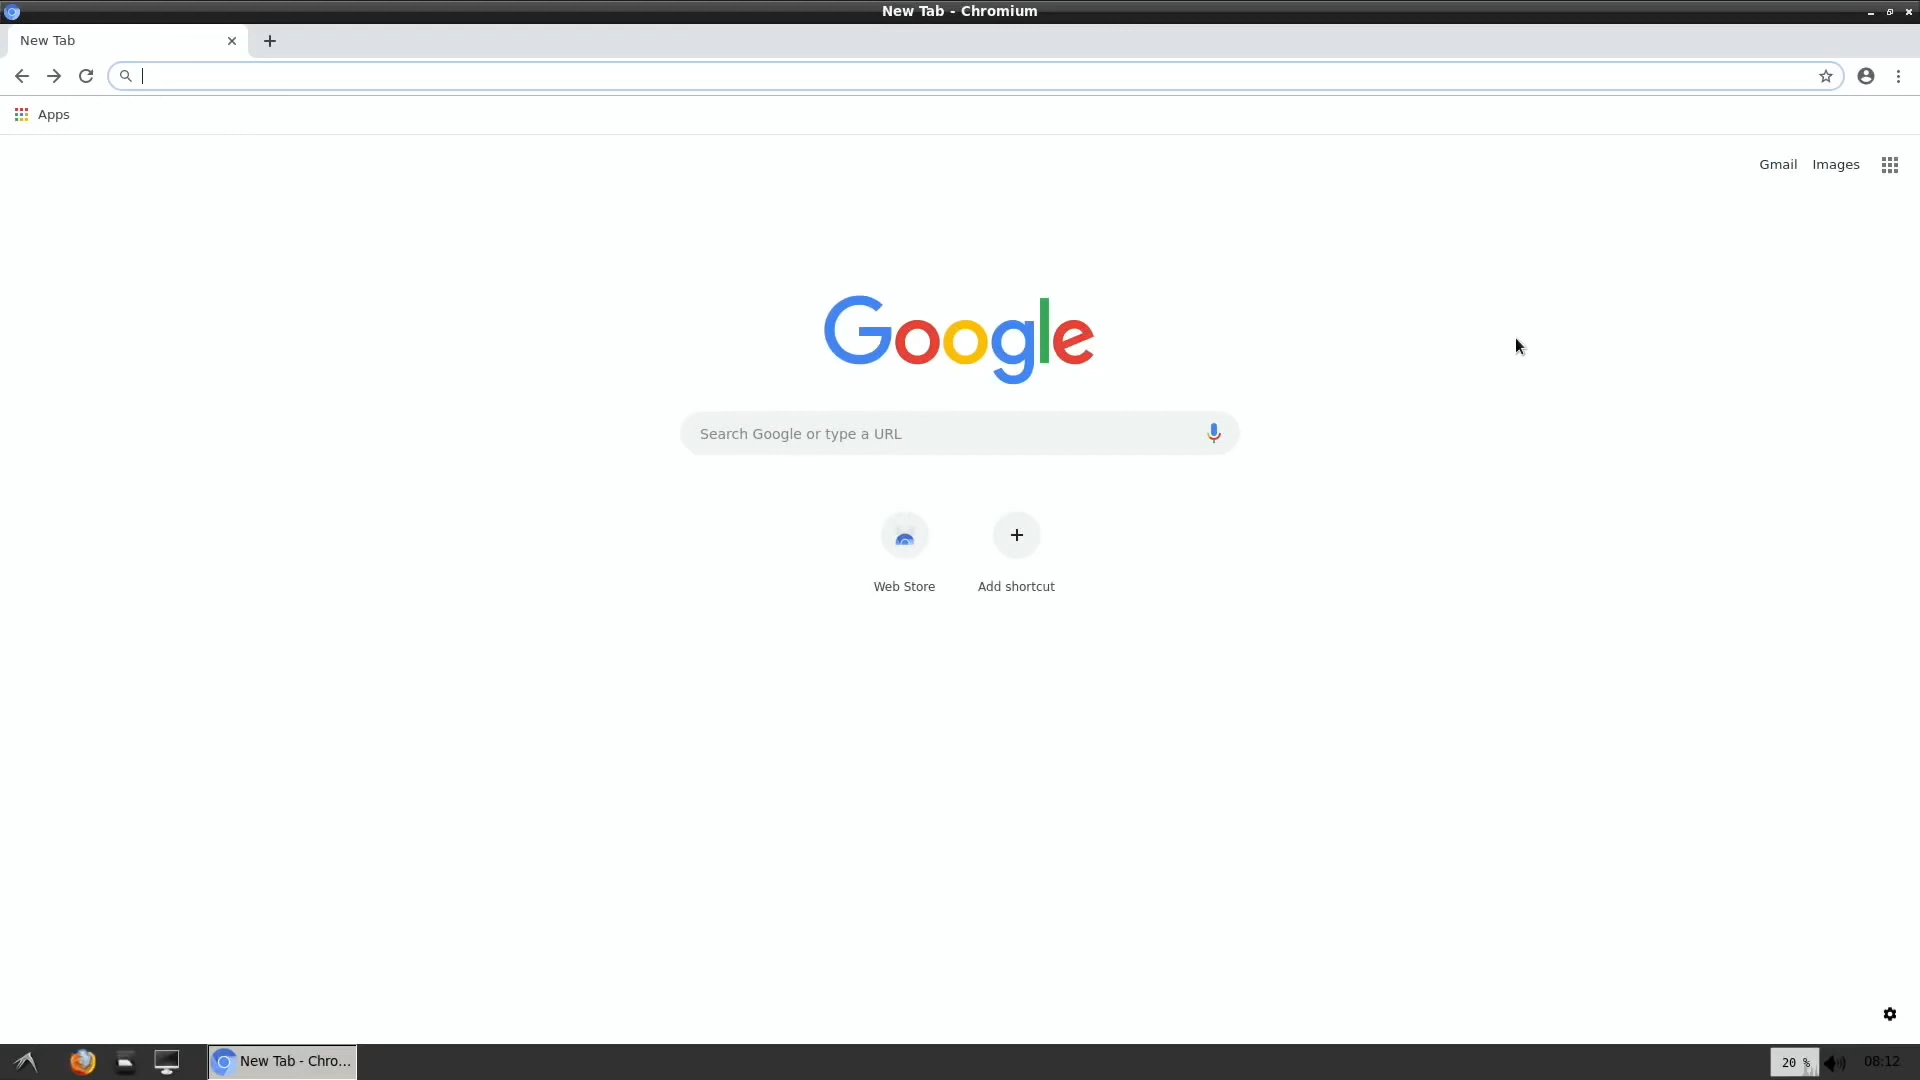 New Tab - Chromium
New Tab
Apps
Gmail Images
Google
Search Google or type a URL
Web Store Add shortcut
New Tab - Chro...
20 %
08:12